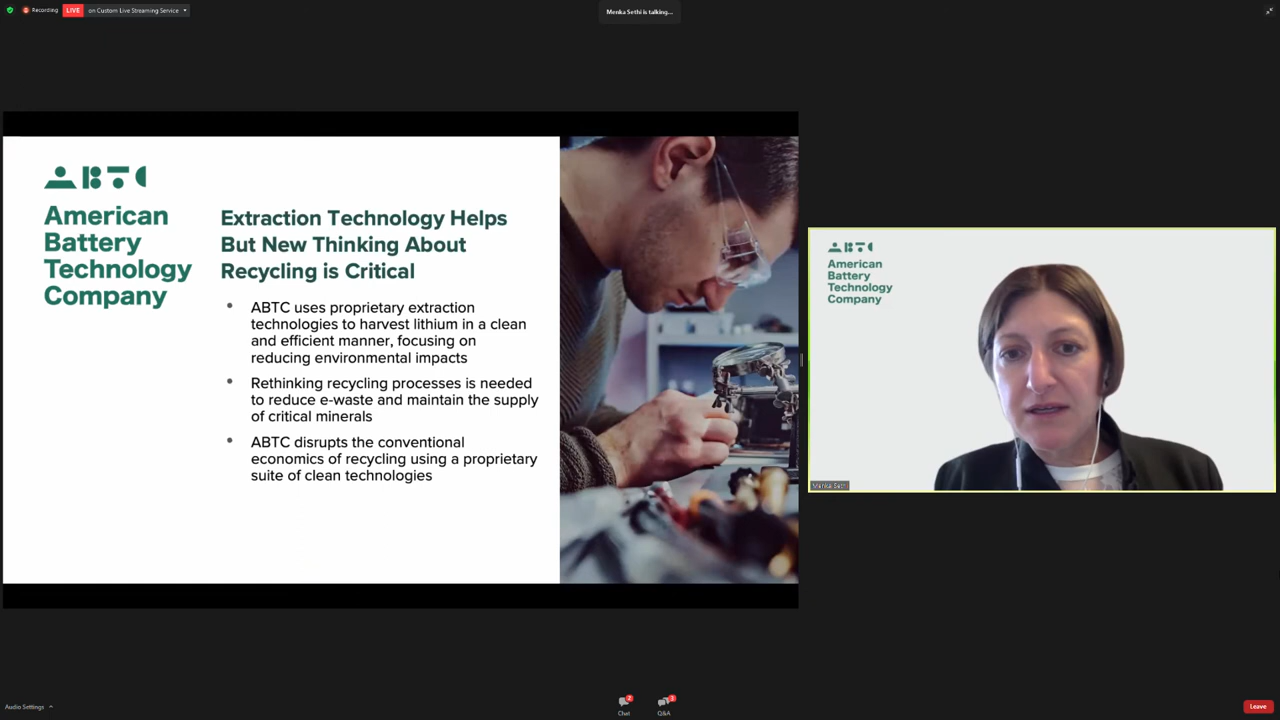 Recording
LIVE
on Custom Live Streaming Service
Menka Sethi is talking...
ABTC
American
Battery
Technology
Company
Extraction Technology Helps
But New Thinking About
Recycling is Critical
• ABTC uses proprietary extraction
technologies to harvest lithium in a clean
and efficient manner, focusing on
reducing environmental impacts
• Rethinking recycling processes is needed
to reduce e-waste and maintain the supply
of critical minerals
• ABTC disrupts the conventional
economics of recycling using a proprietary
suite of clean technologies
ABTC
American
Battery
Technology
Company
Menka Sethi
Audio Settings
Chat
Q&A
Leave